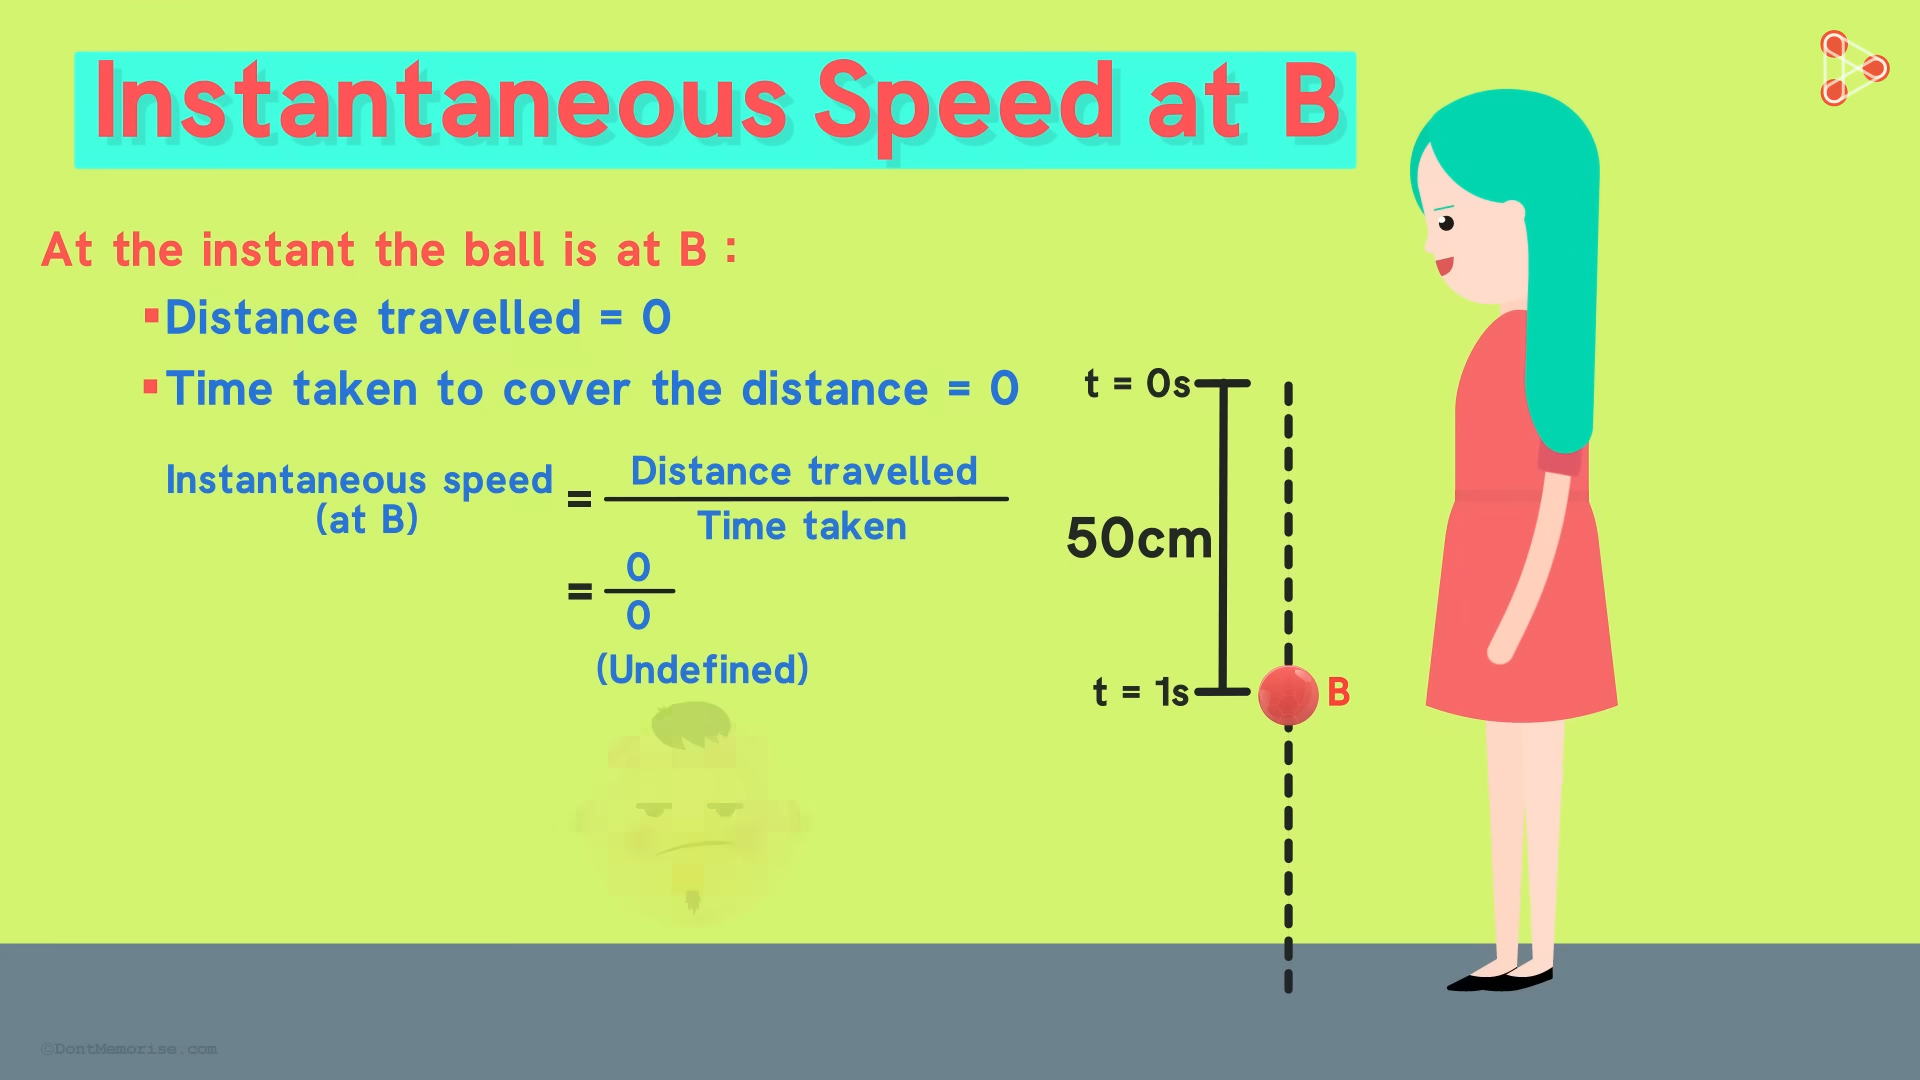 Instantaneous Speed at B
At the instant the ball is at B :
▪Distance travelled = 0
▪Time taken to cover the distance = 0
Instantaneous speed
(at B)
=
Distance travelled
Time taken
=
0
0
(Undefined)
t = 0s
50cm
t = 1s
B
©DontMemorise.com